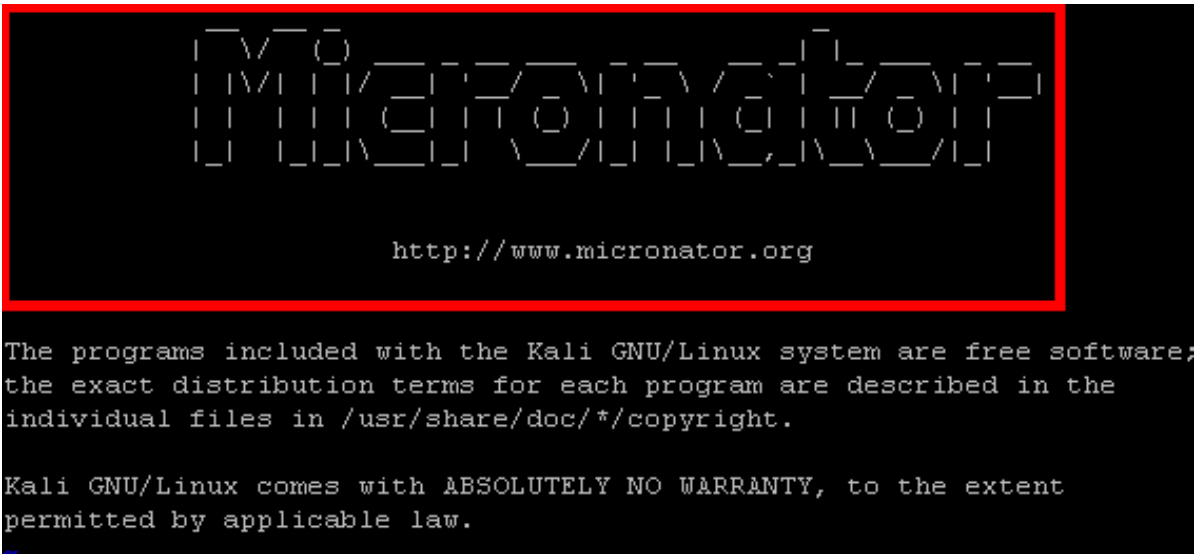 Micronator
http://www.micronator.org
The programs included with the Kali GNU/Linux system are free software;
the exact distribution terms for each program are described in the
individual files in /usr/share/doc/*/copyright.
Kali GNU/Linux comes with ABSOLUTELY NO WARRANTY, to the extent
permitted by applicable law.